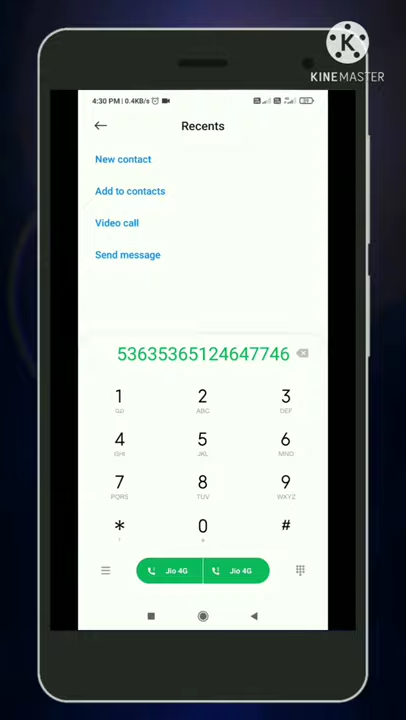 KINEMASTER
4:30 PM | 0.4KB/s
Recents
New contact
Add to contacts
Video call
Send message
53635365124647746
1 2 3
ABC DEF
4 5 6
GHI JKL MNO
7 8 9
PQRS TUV WXYZ
* 0 #
+
Jio 4G Jio 4G